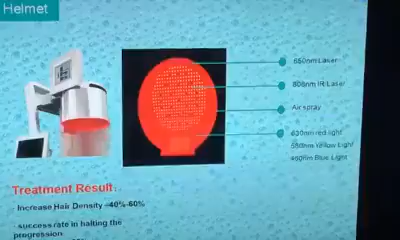 Helmet
650nm Laser
808nm IR Laser
Air spray
630nm red light
580nm Yellow Light
460nm Blue Light
Treatment Result:
- Increase Hair Density ~40%-60%
- success rate in halting the
progression